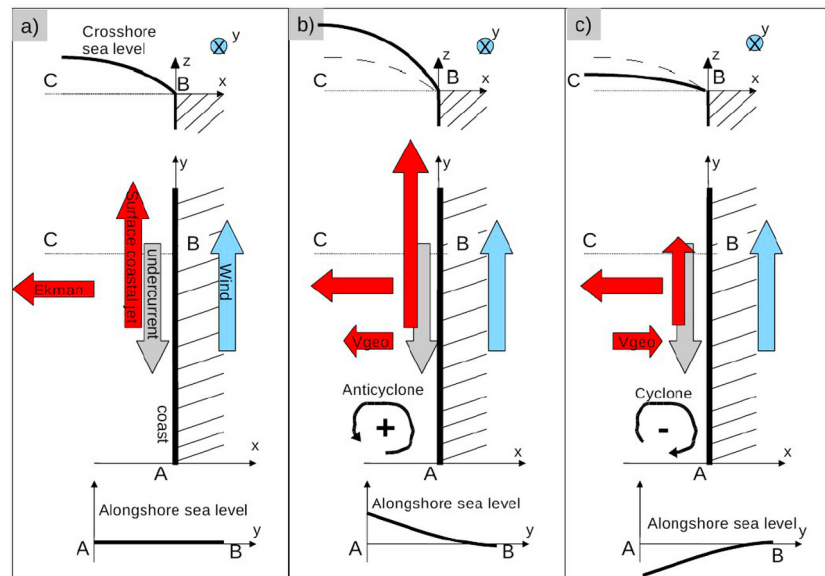 a)
Crosshore
sea level
y
X
z
C
B
x
y
Surface coastal jet
undercurrent
Wind
C
B
Ekman
coast
x
A
Alongshore sea level
y
A
B
b)
y
X
z
B
C
x
y
C
B
Vgeo
Anticyclone
+
x
A
Alongshore sea level
y
A
B
c)
y
X
z
B
C
x
y
C
B
Vgeo
Cyclone
-
x
A
Alongshore sea level
y
A
B